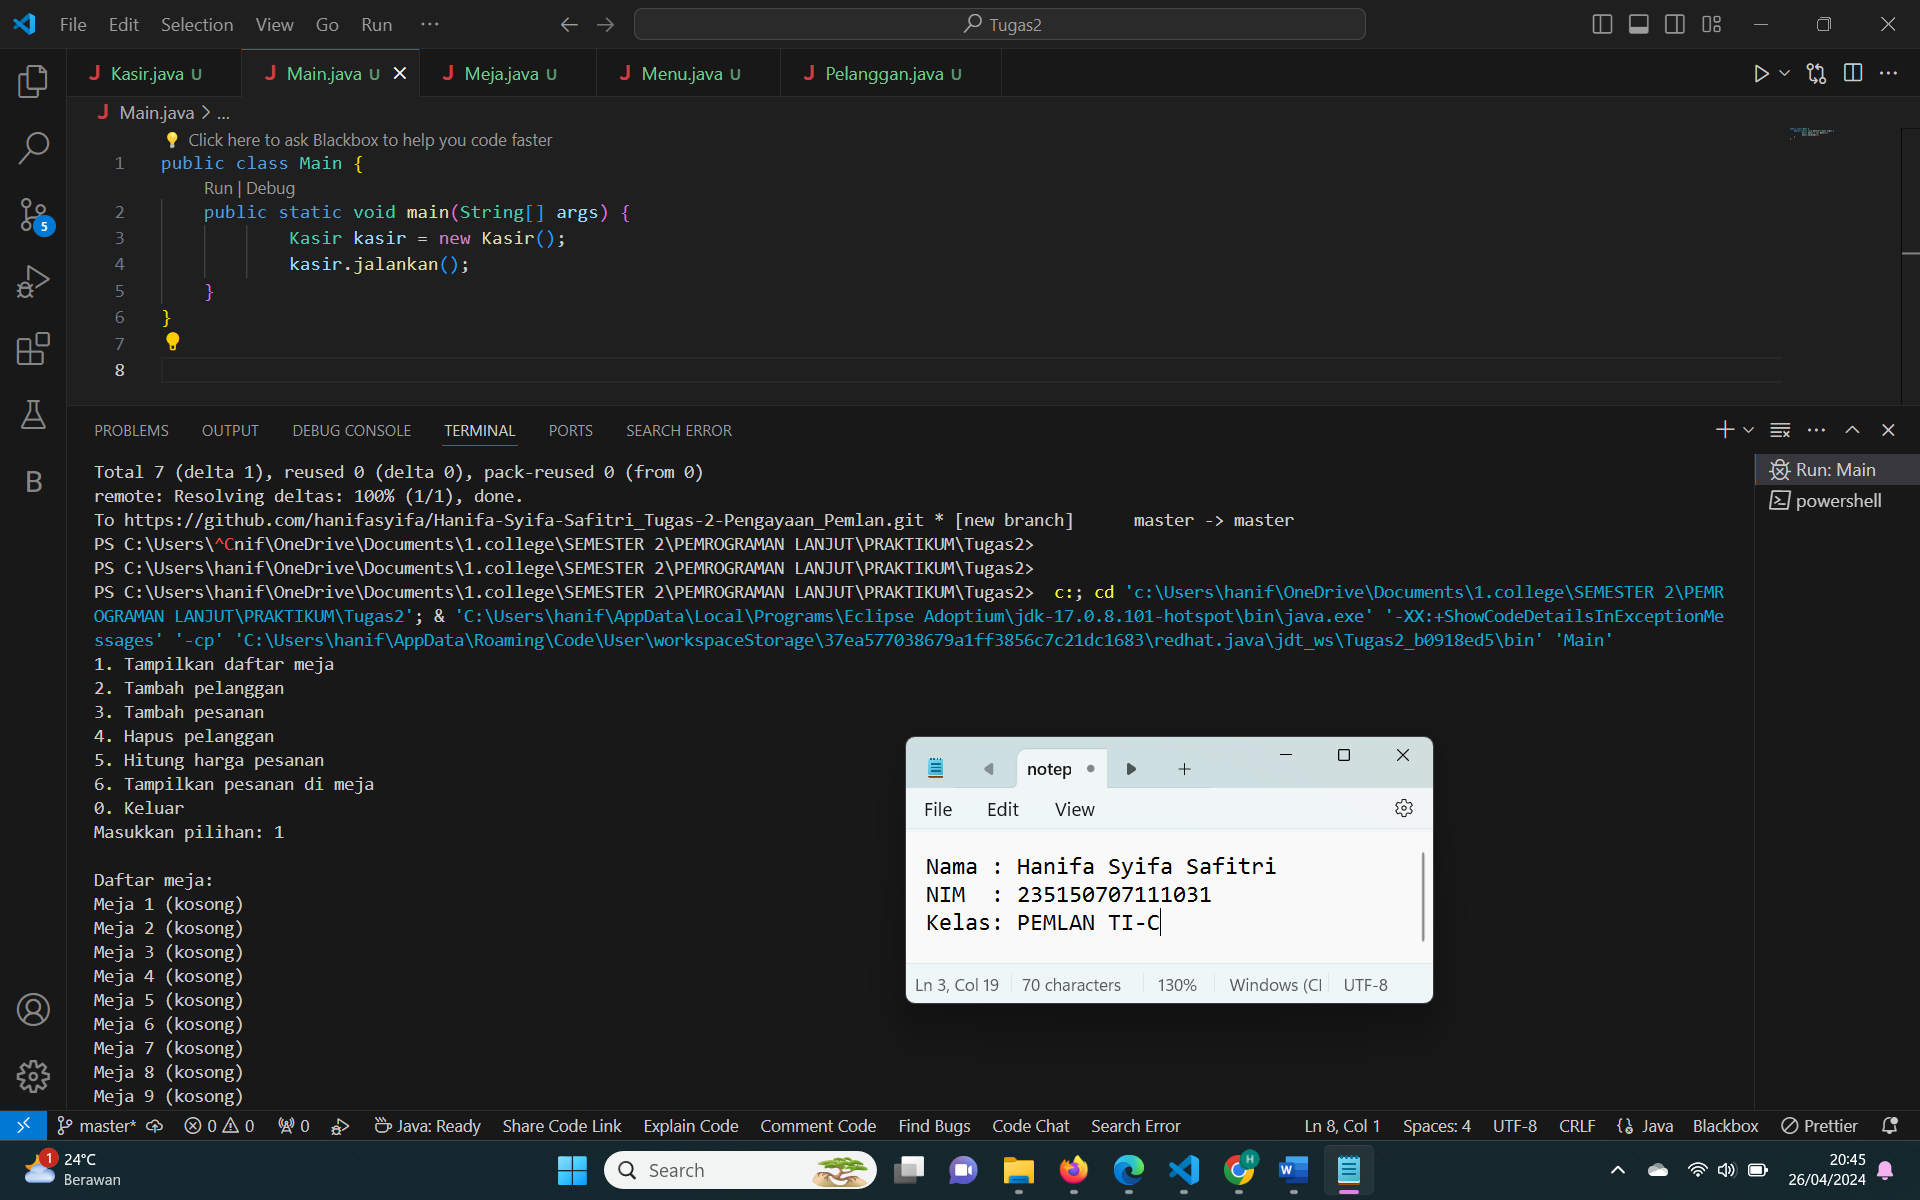 File Edit Selection View Go Run ··· Tugas2
J Kasir.java U J Main.java U J Meja.java U J Menu.java U J Pelanggan.java U
J Main.java > ...
Click here to ask Blackbox to help you code faster
1 public class Main {
Run | Debug
2 public static void main(String[] args) {
3 Kasir kasir = new Kasir();
4 kasir.jalankan();
5 }
6 }
7
8
5
B
PROBLEMS OUTPUT DEBUG CONSOLE TERMINAL PORTS SEARCH ERROR
Run: Main
powershell
Total 7 (delta 1), reused 0 (delta 0), pack-reused 0 (from 0)
remote: Resolving deltas: 100% (1/1), done.
To https://github.com/hanifasyifa/Hanifa-Syifa-Safitri_Tugas-2-Pengayaan_Pemlan.git * [new branch] master -> master
PS C:\Users\^Cnif\OneDrive\Documents\1.college\SEMESTER 2\PEMROGRAMAN LANJUT\PRAKTIKUM\Tugas2>
PS C:\Users\hanif\OneDrive\Documents\1.college\SEMESTER 2\PEMROGRAMAN LANJUT\PRAKTIKUM\Tugas2>
PS C:\Users\hanif\OneDrive\Documents\1.college\SEMESTER 2\PEMROGRAMAN LANJUT\PRAKTIKUM\Tugas2> c:; cd 'c:\Users\hanif\OneDrive\Documents\1.college\SEMESTER 2\PEMR
OGRAMAN LANJUT\PRAKTIKUM\Tugas2'; & 'C:\Users\hanif\AppData\Local\Programs\Eclipse Adoptium\jdk-17.0.8.101-hotspot\bin\java.exe' '-XX:+ShowCodeDetailsInExceptionMe
ssages' '-cp' 'C:\Users\hanif\AppData\Roaming\Code\User\workspaceStorage\37ea577038679a1ff3856c7c21dc1683\redhat.java\jdt_ws\Tugas2_b0918ed5\bin' 'Main'
1. Tampilkan daftar meja
2. Tambah pelanggan
3. Tambah pesanan
4. Hapus pelanggan
5. Hitung harga pesanan
6. Tampilkan pesanan di meja
0. Keluar
Masukkan pilihan: 1
Daftar meja:
Meja 1 (kosong)
Meja 2 (kosong)
Meja 3 (kosong)
Meja 4 (kosong)
Meja 5 (kosong)
Meja 6 (kosong)
Meja 7 (kosong)
Meja 8 (kosong)
Meja 9 (kosong)
notep
File Edit View
Nama : Hanifa Syifa Safitri
NIM : 235150707111031
Kelas: PEMLAN TI-C
Ln 3, Col 19 70 characters 130% Windows (Cl UTF-8
master* 0 0 0 Java: Ready Share Code Link Explain Code Comment Code Find Bugs Code Chat Search Error Ln 8, Col 1 Spaces: 4 UTF-8 CRLF Java Blackbox Prettier
1 24°C
Berawan
Search
H
20:45
26/04/2024